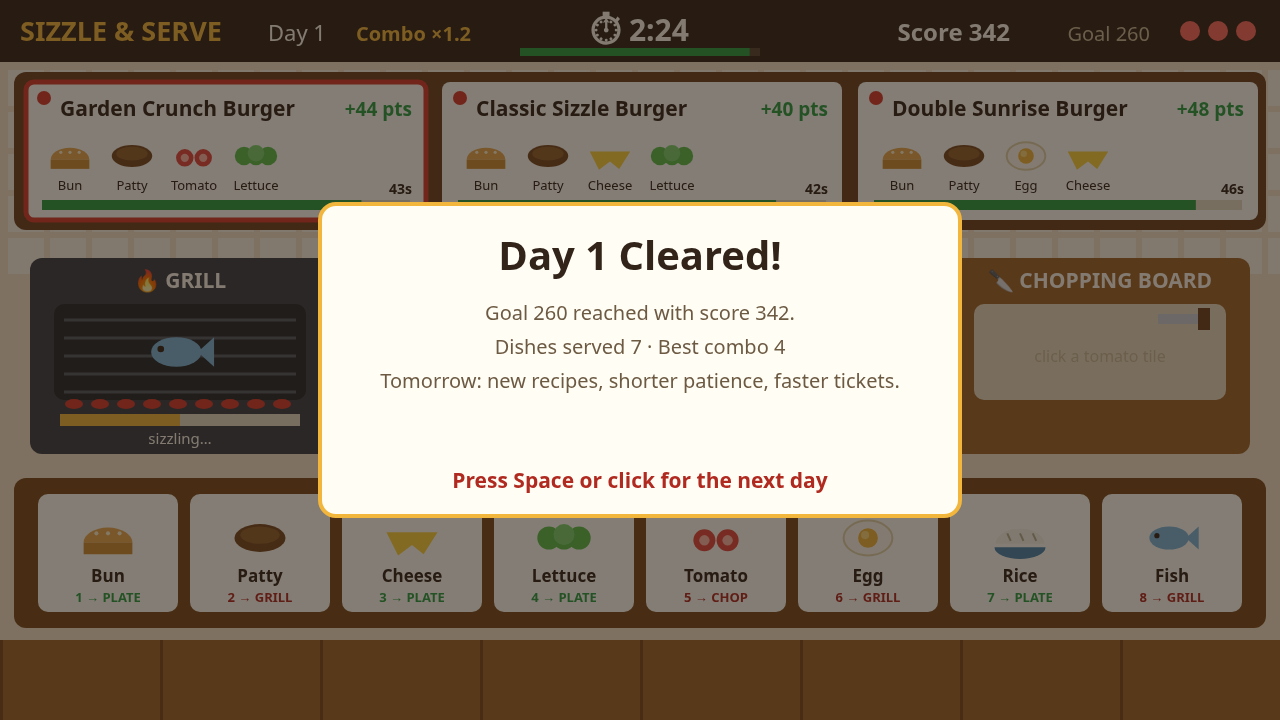 SIZZLE & SERVE Day 1 Combo ×1.2 2:24 Score 342 Goal 260
Garden Crunch Burger +44 pts
Bun Patty Tomato Lettuce 43s
Classic Sizzle Burger +40 pts
Bun Patty Cheese Lettuce 42s
Double Sunrise Burger +48 pts
Bun Patty Egg Cheese 46s
GRILL
sizzling...
Day 1 Cleared!
Goal 260 reached with score 342.
Dishes served 7 · Best combo 4
Tomorrow: new recipes, shorter patience, faster tickets.
Press Space or click for the next day
CHOPPING BOARD
click a tomato tile
Bun Patty Cheese Lettuce Tomato Egg Rice Fish
1 → PLATE 2 → GRILL 3 → PLATE 4 → PLATE 5 → CHOP 6 → GRILL 7 → PLATE 8 → GRILL